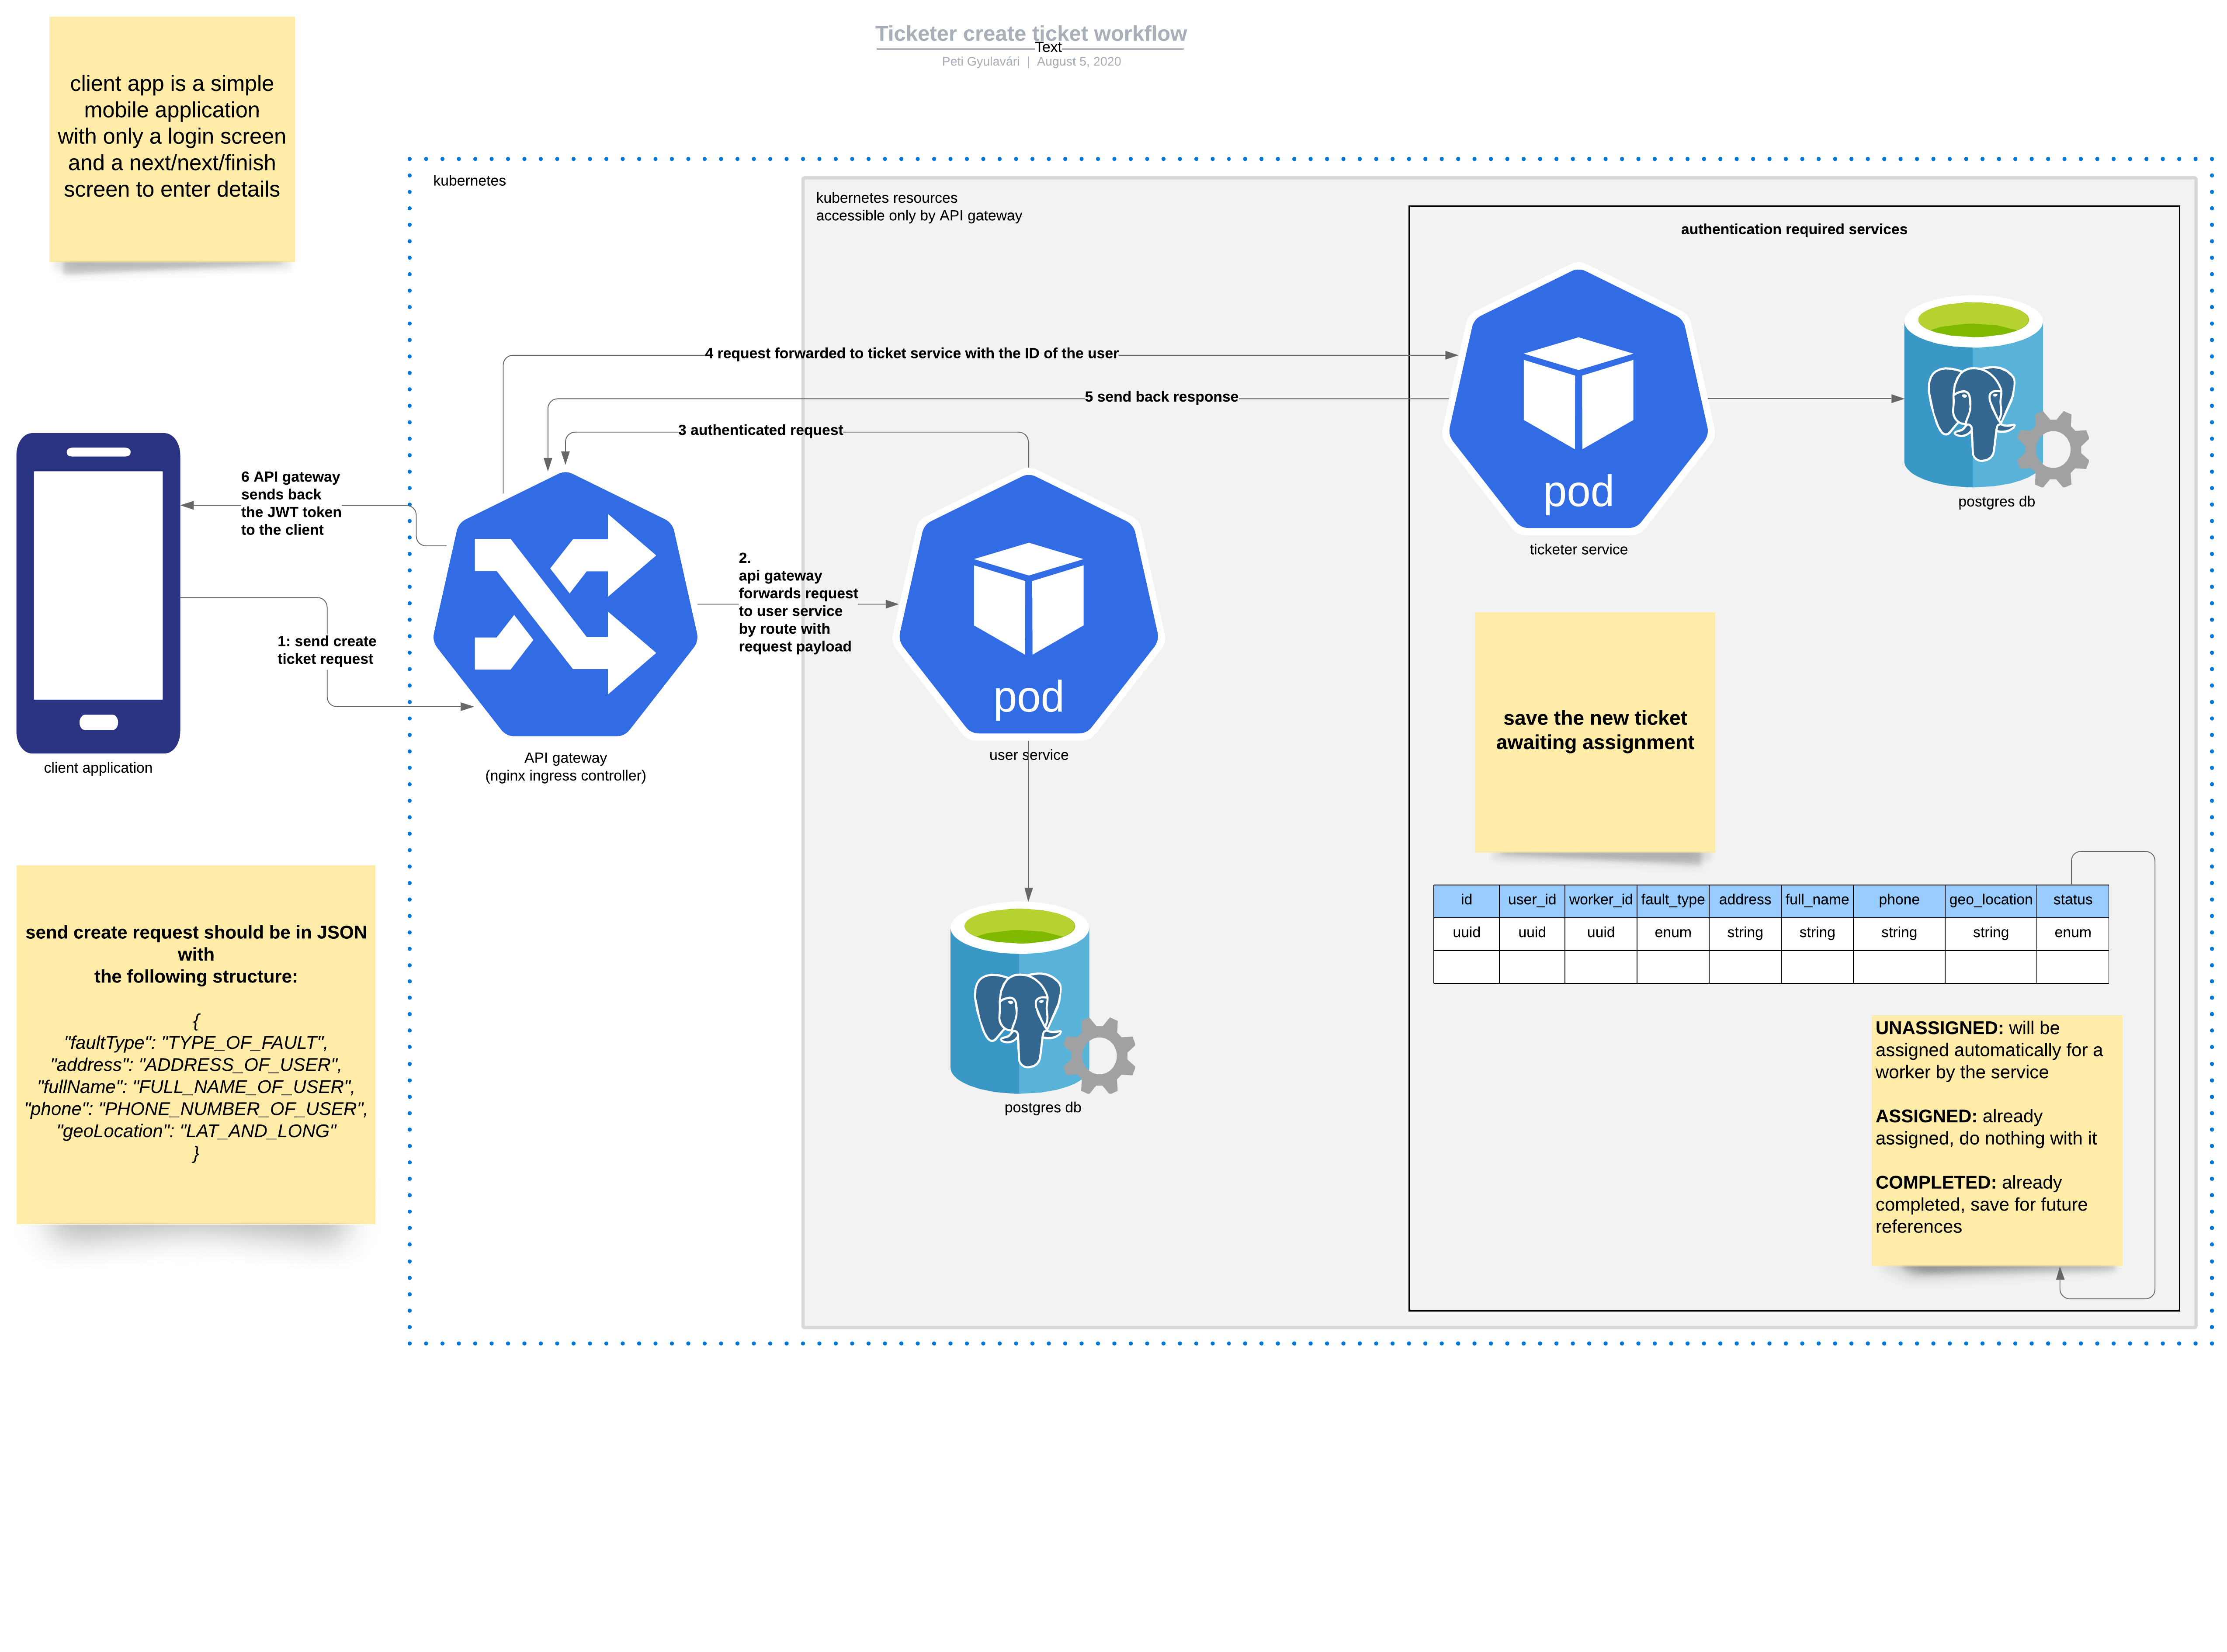 Ticketer create ticket workflow
Text
Peti Gyulavári | August 5, 2020
client app is a simple
mobile application
with only a login screen
and a next/next/finish
screen to enter details
kubernetes
kubernetes resources
accessible only by API gateway
authentication required services
4 request forwarded to ticket service with the ID of the user
5 send back response
3 authenticated request
6 API gateway
sends back
the JWT token
to the client
1: send create
ticket request
2.
api gateway
forwards request
to user service
by route with
request payload
pod
pod
client application
API gateway
(nginx ingress controller)
user service
ticketer service
postgres db
postgres db
save the new ticket
awaiting assignment
send create request should be in JSON
with
the following structure:
{
"faultType": "TYPE_OF_FAULT",
"address": "ADDRESS_OF_USER",
"fullName": "FULL_NAME_OF_USER",
"phone": "PHONE_NUMBER_OF_USER",
"geoLocation": "LAT_AND_LONG"
}
id user_id worker_id fault_type address full_name phone geo_location status
uuid uuid uuid enum string string string string enum
UNASSIGNED: will be
assigned automatically for a
worker by the service
ASSIGNED: already
assigned, do nothing with it
COMPLETED: already
completed, save for future
references